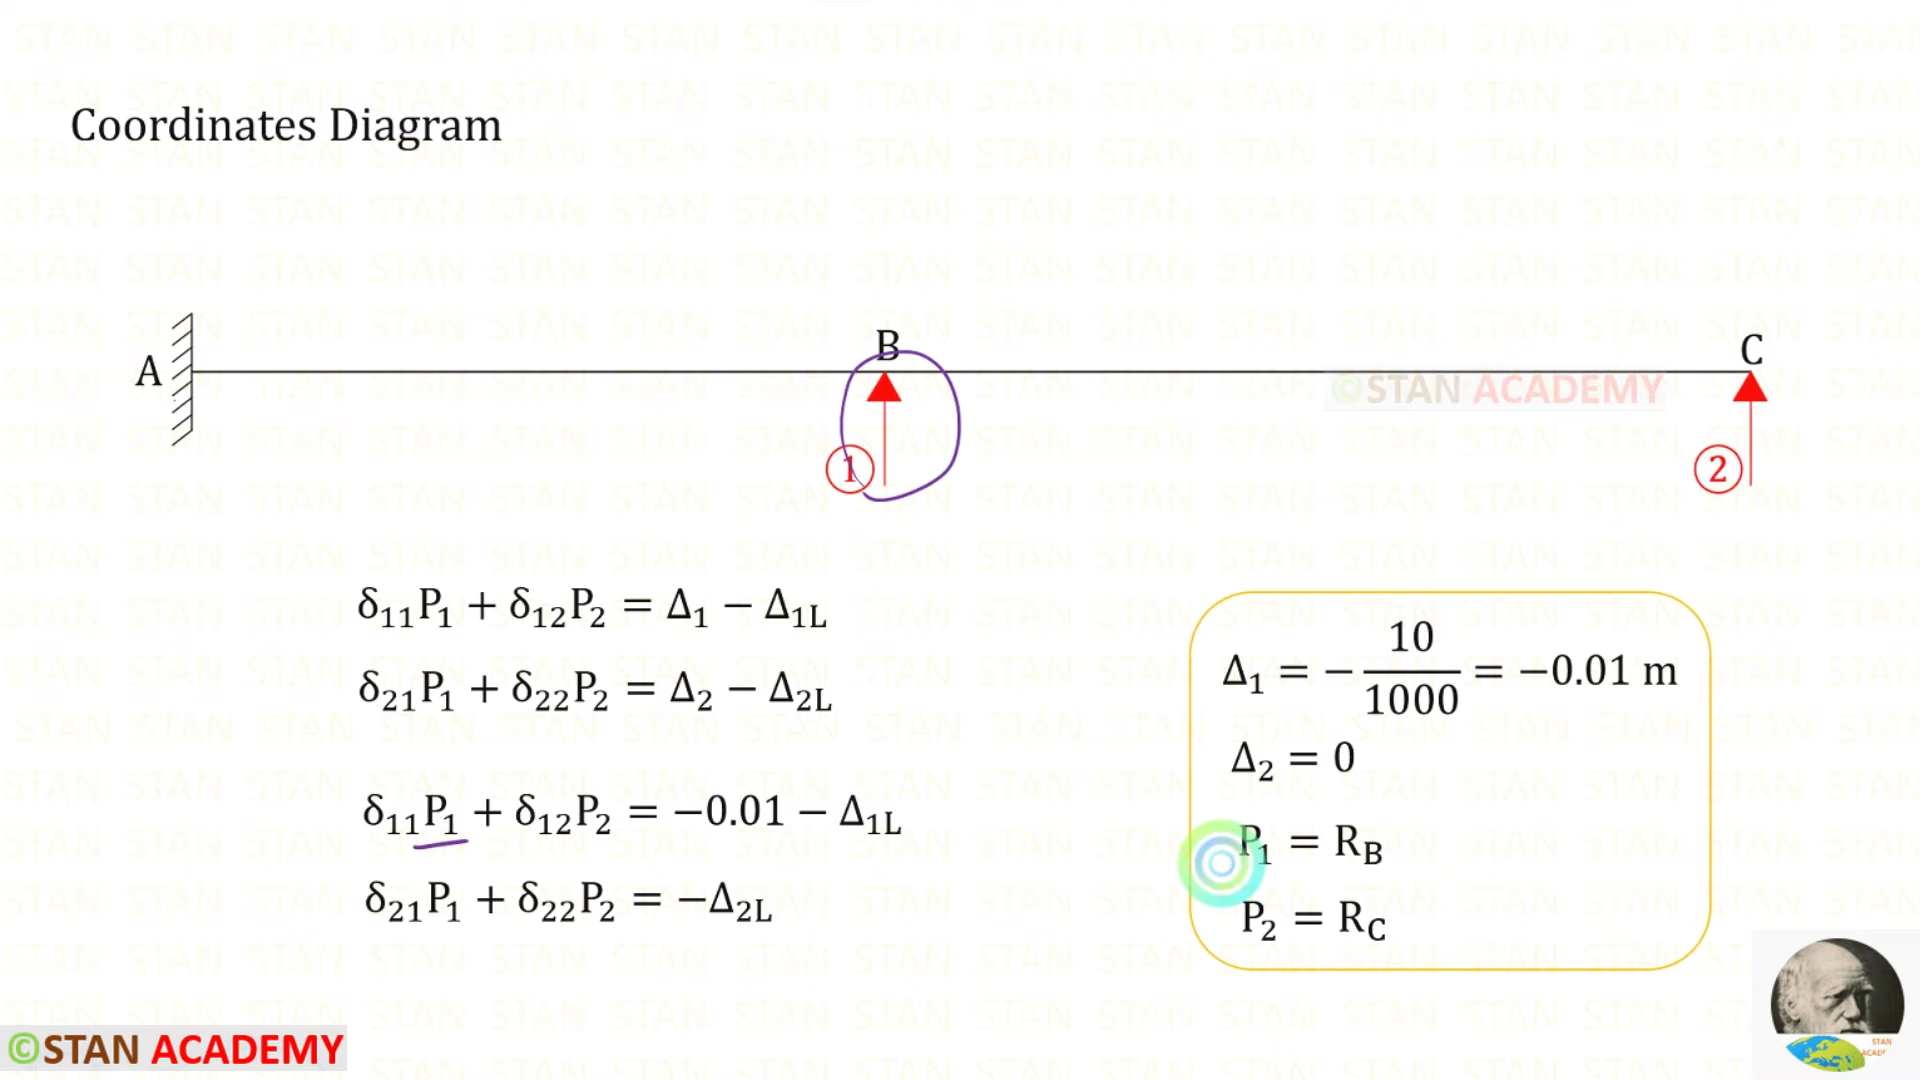 Coordinates Diagram
A
B
C
©STAN ACADEMY
①
②
δ₁₁P₁ + δ₁₂P₂ = Δ₁ − Δ₁L
δ₂₁P₁ + δ₂₂P₂ = Δ₂ − Δ₂L
δ₁₁P₁ + δ₁₂P₂ = −0.01 − Δ₁L
δ₂₁P₁ + δ₂₂P₂ = −Δ₂L
Δ₁ = − 10/1000 = −0.01 m
Δ₂ = 0
P₁ = R_B
P₂ = R_C
©STAN ACADEMY
STAN